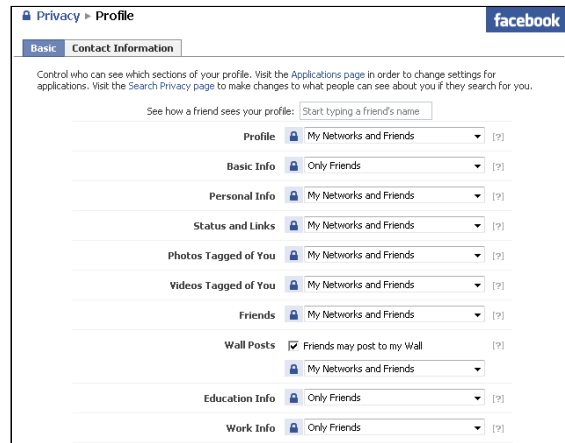 Privacy ▸ Profile
facebook
Basic Contact Information
Control who can see which sections of your profile. Visit the Applications page in order to change settings for
applications. Visit the Search Privacy page to make changes to what people can see about you if they search for you.
See how a friend sees your profile: Start typing a friend's name
Profile My Networks and Friends [?]
Basic Info Only Friends [?]
Personal Info My Networks and Friends [?]
Status and Links My Networks and Friends [?]
Photos Tagged of You My Networks and Friends [?]
Videos Tagged of You My Networks and Friends [?]
Friends My Networks and Friends [?]
Wall Posts Friends may post to my Wall [?]
My Networks and Friends
Education Info Only Friends [?]
Work Info Only Friends [?]